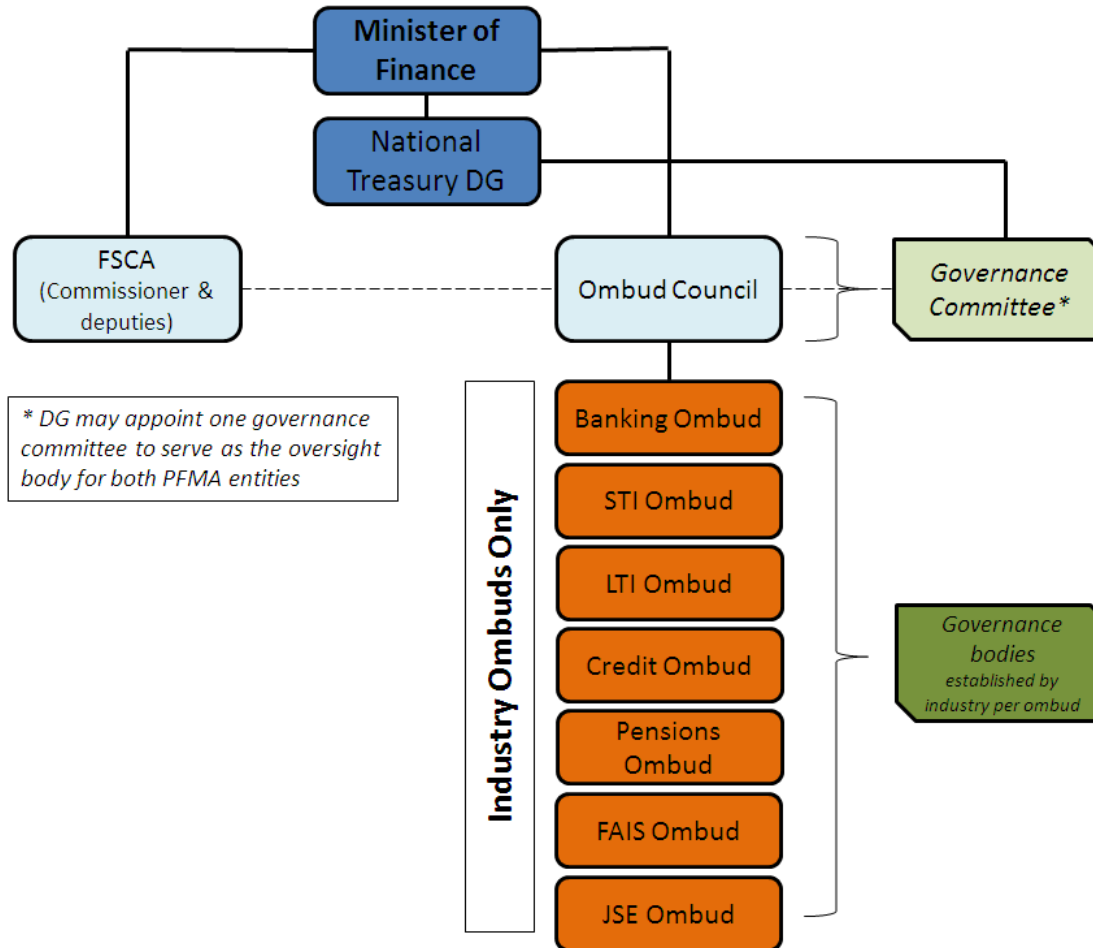 Minister of
Finance
National
Treasury DG
FSCA
(Commissioner &
deputies)
Ombud Council
Governance
Committee*
* DG may appoint one governance
committee to serve as the oversight
body for both PFMA entities
Industry Ombuds Only
Banking Ombud
STI Ombud
LTI Ombud
Credit Ombud
Pensions
Ombud
FAIS Ombud
JSE Ombud
Governance
bodies
established by
industry per ombud